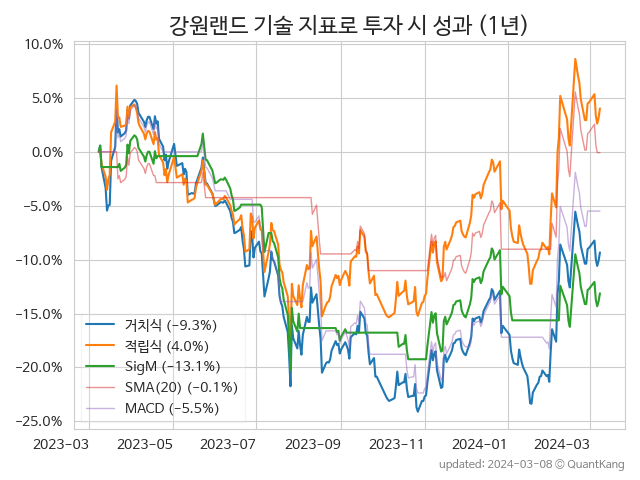 강원랜드 기술 지표로 투자 시 성과 (1년)
10.0%
5.0%
0.0%
−5.0%
−10.0%
−15.0%
−20.0%
−25.0%
거치식 (−9.3%)
적립식 (4.0%)
SigM (−13.1%)
SMA(20) (−0.1%)
MACD (−5.5%)
2023−03 2023−05 2023−07 2023−09 2023−11 2024−01 2024−03
updated: 2024−03−08 ⓒ QuantKang